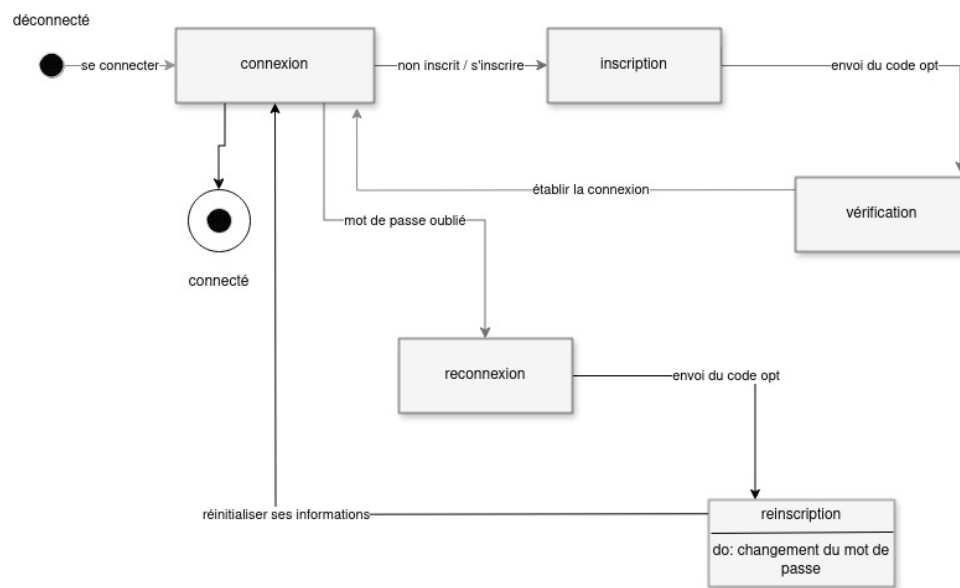 déconnecté
se connecter
connexion
non inscrit / s'inscrire
inscription
envoi du code opt
établir la connexion
vérification
mot de passe oublié
connecté
reconnexion
envoi du code opt
réinitialiser ses informations
reinscription
do: changement du mot de
passe